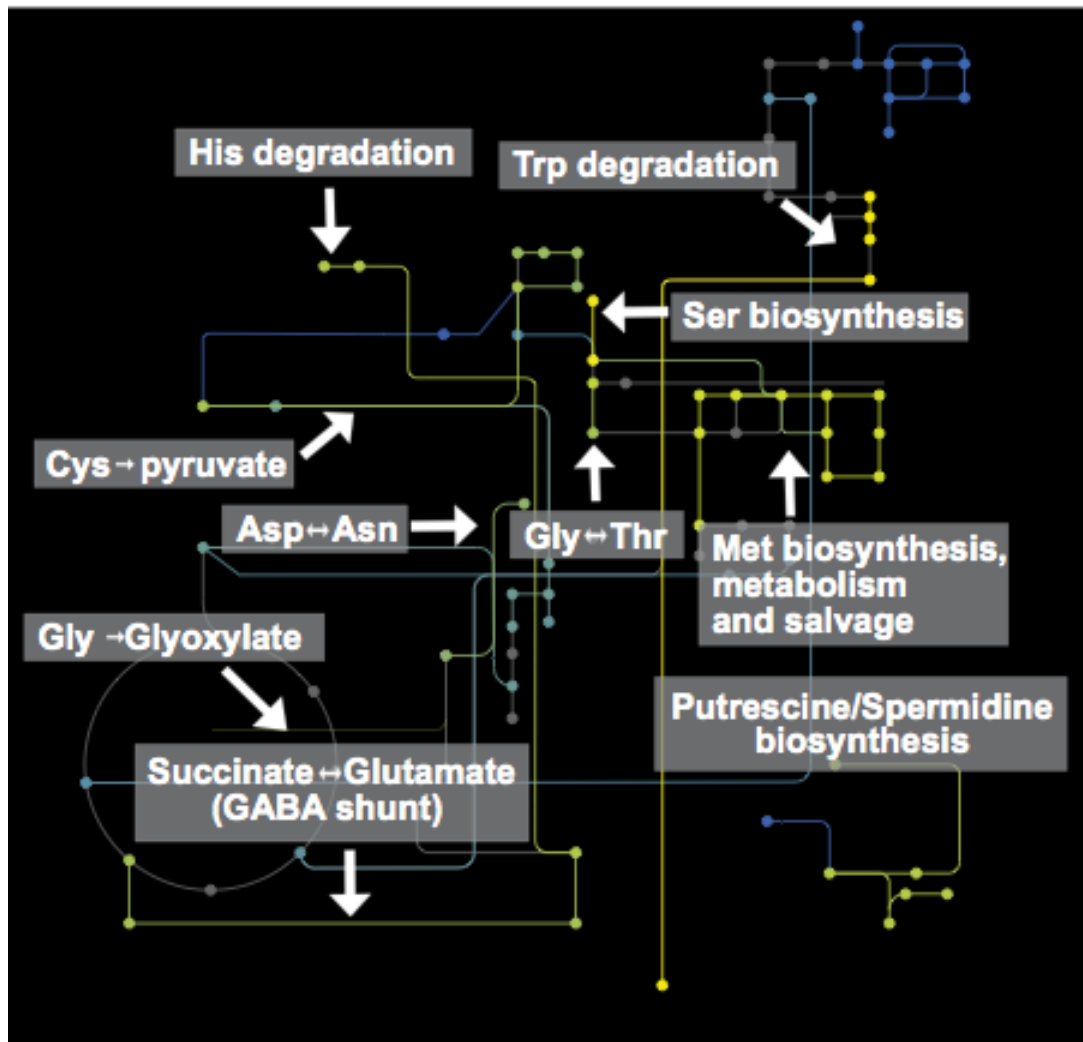 His degradation
Trp degradation
Ser biosynthesis
Cys→pyruvate
Asp↔Asn
Gly↔Thr
Met biosynthesis,
metabolism
and salvage
Gly →Glyoxylate
Putrescine/Spermidine
biosynthesis
Succinate↔Glutamate
(GABA shunt)